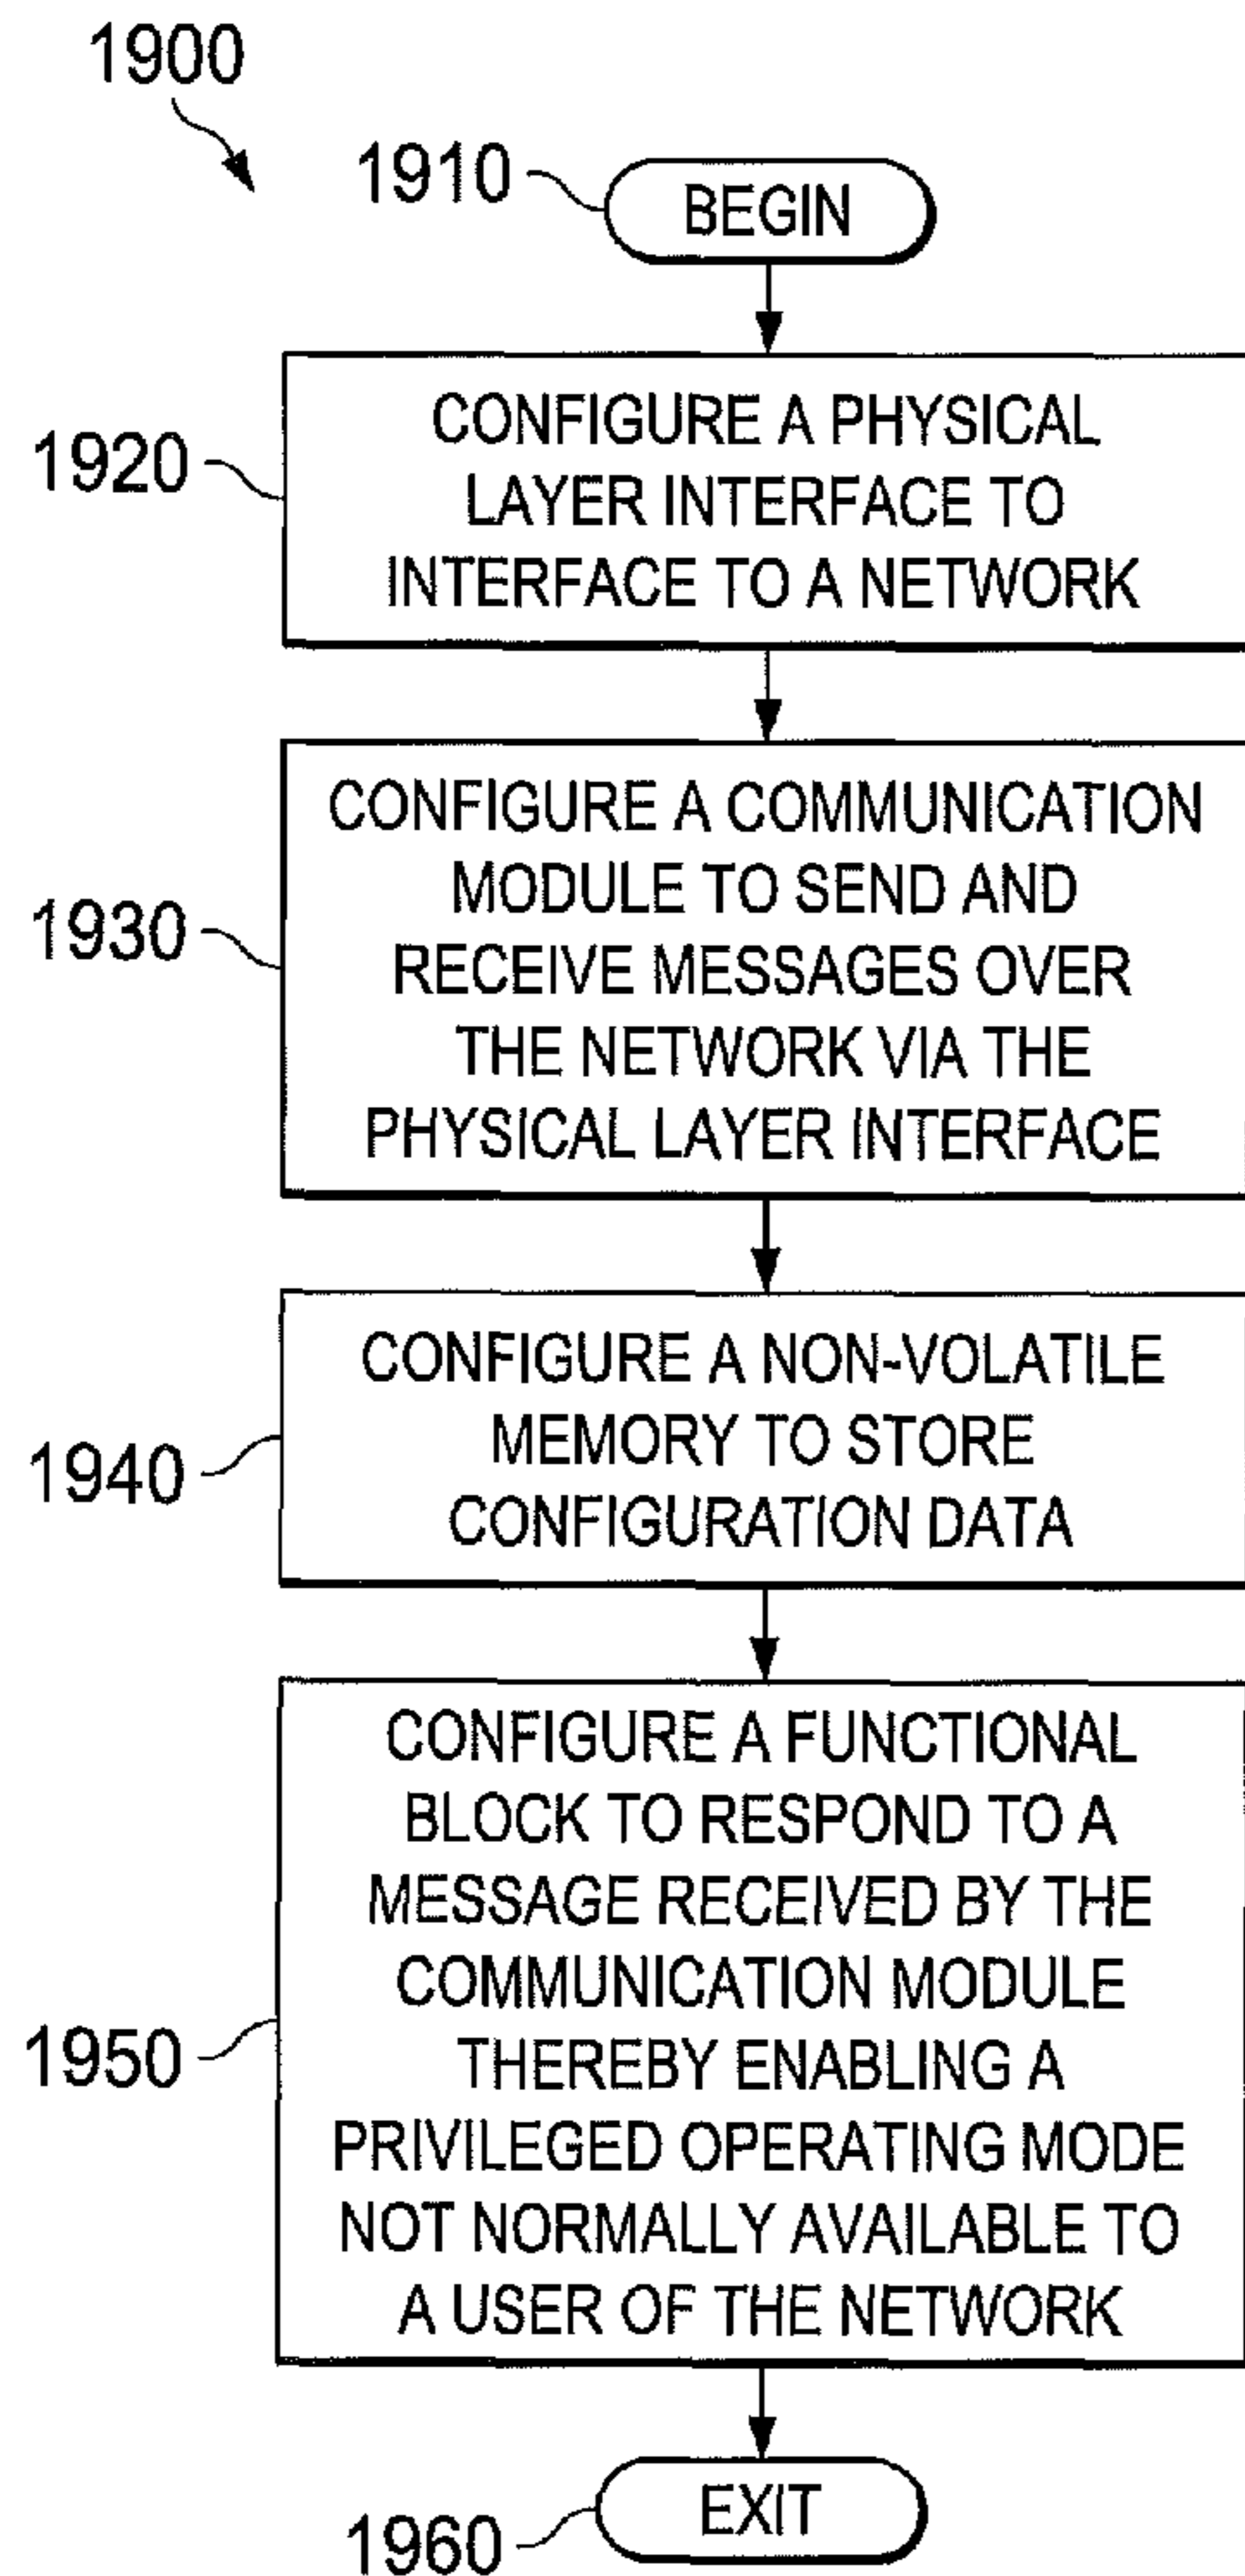 1900
1910
BEGIN
1920
CONFIGURE A PHYSICAL
LAYER INTERFACE TO
INTERFACE TO A NETWORK
1930
CONFIGURE A COMMUNICATION
MODULE TO SEND AND
RECEIVE MESSAGES OVER
THE NETWORK VIA THE
PHYSICAL LAYER INTERFACE
1940
CONFIGURE A NON-VOLATILE
MEMORY TO STORE
CONFIGURATION DATA
1950
CONFIGURE A FUNCTIONAL
BLOCK TO RESPOND TO A
MESSAGE RECEIVED BY THE
COMMUNICATION MODULE
THEREBY ENABLING A
PRIVILEGED OPERATING MODE
NOT NORMALLY AVAILABLE TO
A USER OF THE NETWORK
1960
EXIT